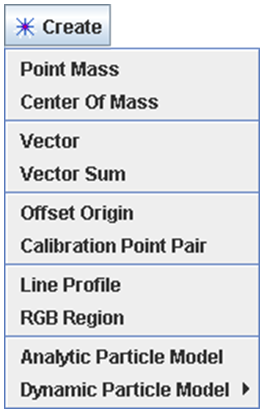 Create
Point Mass
Center Of Mass
Vector
Vector Sum
Offset Origin
Calibration Point Pair
Line Profile
RGB Region
Analytic Particle Model
Dynamic Particle Model